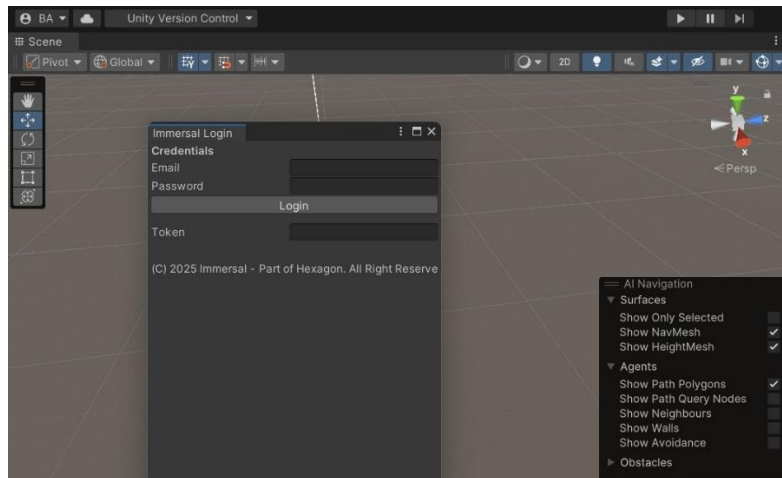 BA Unity Version Control
Scene
Pivot Global 2D
y
z
x
Persp
Immersal Login
Credentials
Email
Password
Login
Token
(C) 2025 Immersal - Part of Hexagon. All Right Reserve
AI Navigation
Surfaces
Show Only Selected
Show NavMesh
Show HeightMesh
Agents
Show Path Polygons
Show Path Query Nodes
Show Neighbours
Show Walls
Show Avoidance
Obstacles